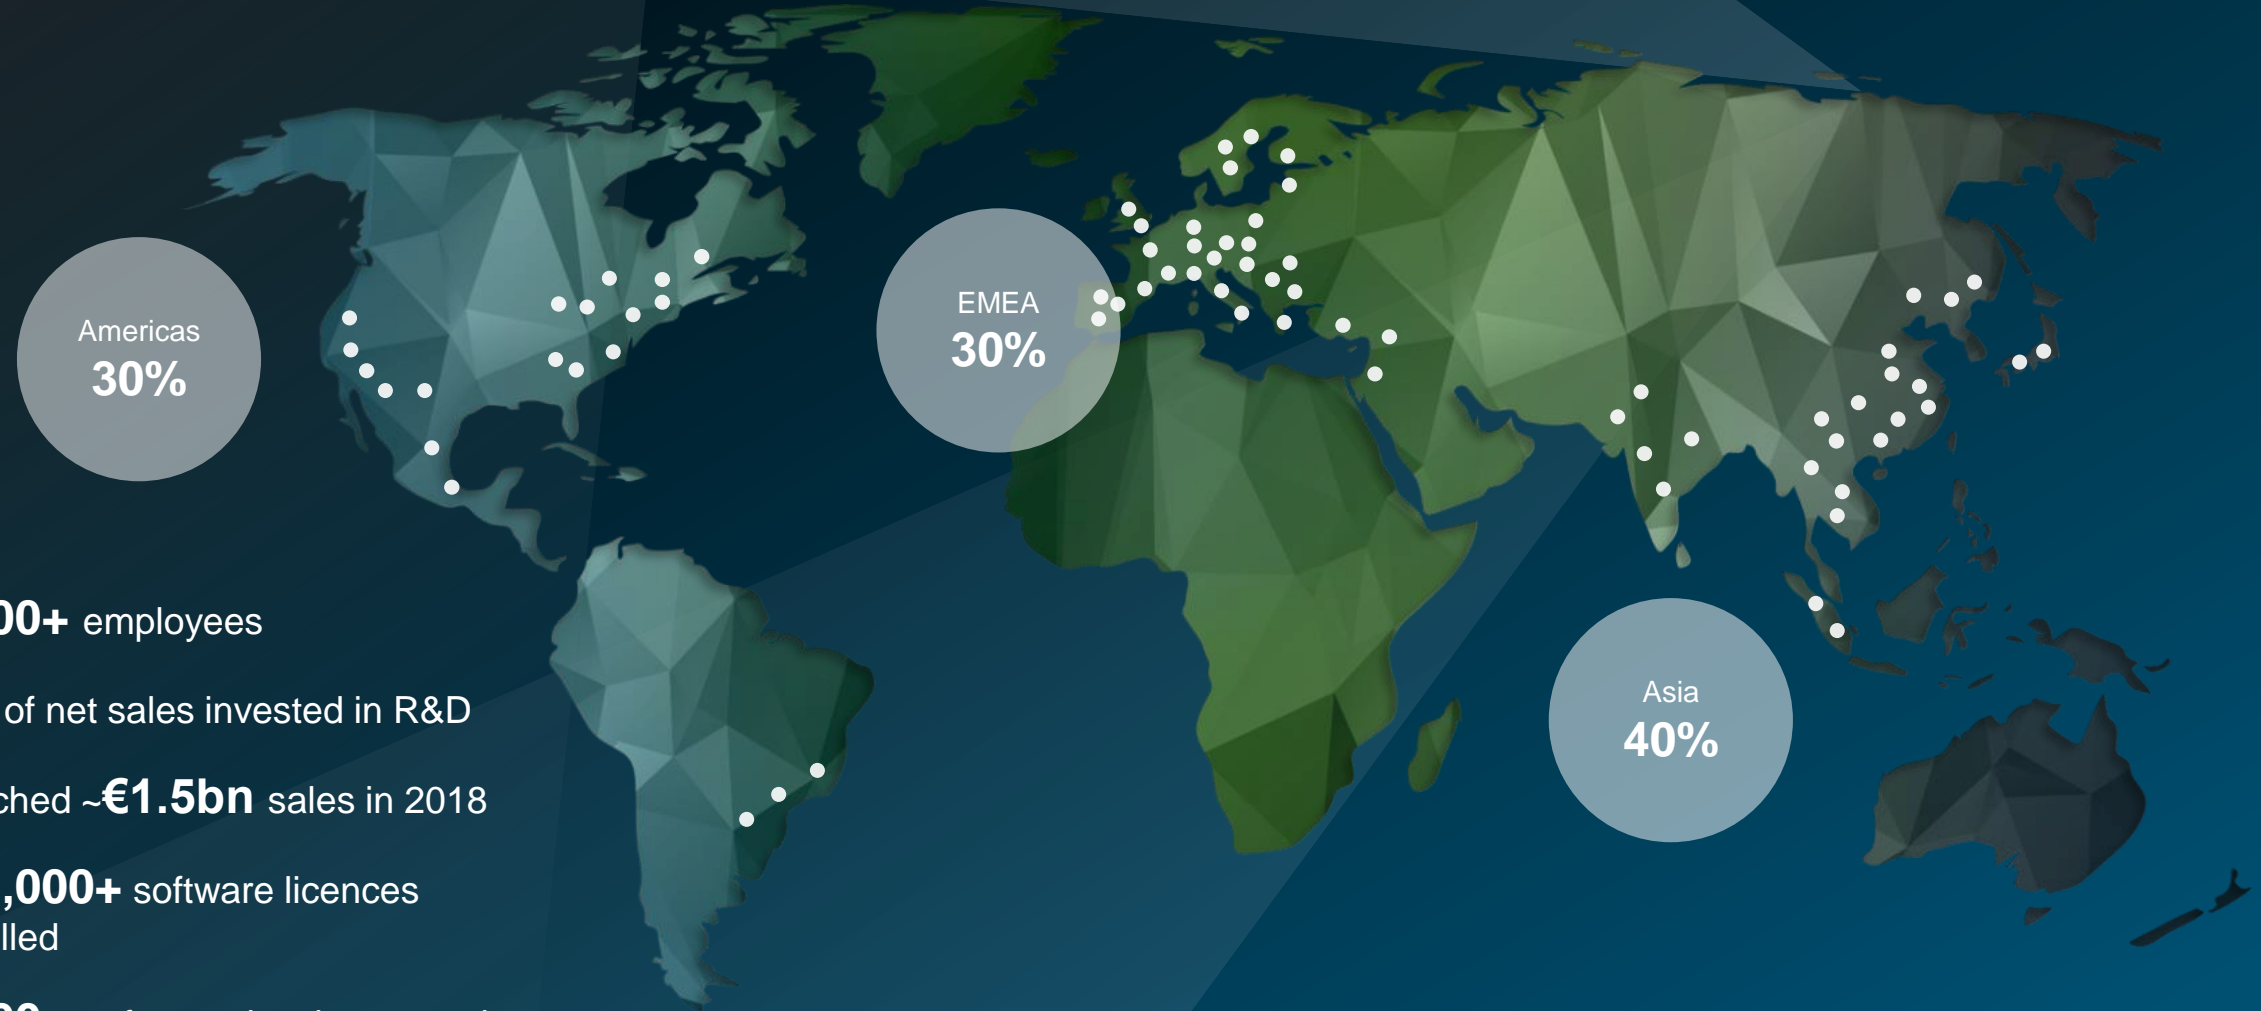 EMEA
30%
Americas
30%
00+ employees
of net sales invested in R&D
Asia
40%
ched ~€1.5bn sales in 2018
,000+ software licences
lled